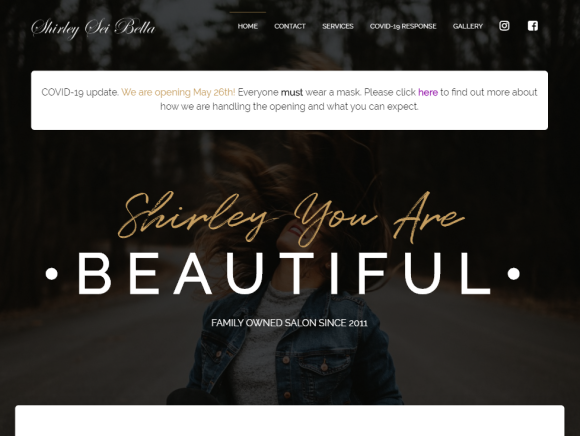 Shirley Sei Bella
HOME CONTACT SERVICES COVID-19 RESPONSE GALLERY
COVID-19 update. We are opening May 26th! Everyone must wear a mask. Please click here to find out more about
how we are handling the opening and what you can expect.
Shirley You Are
• BEAUTIFUL •
FAMILY OWNED SALON SINCE 2011